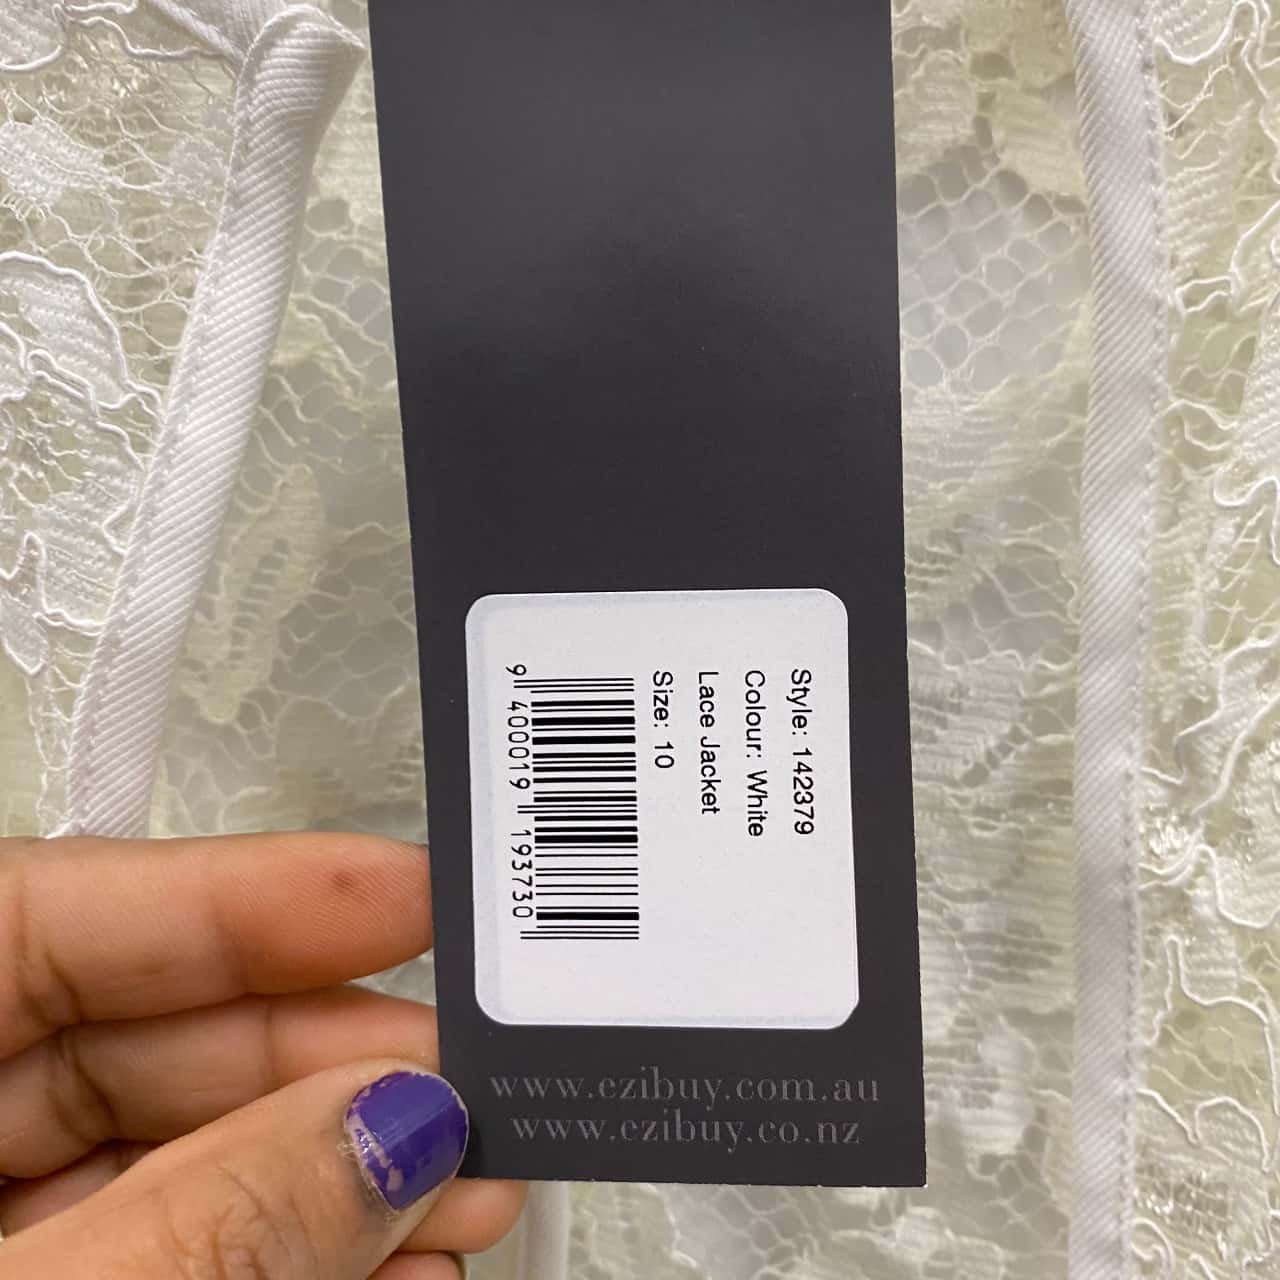 Style: 142379
Colour: White
Lace Jacket
Size: 10
9 400019 193730
www.ezibuy.com.au
www.ezibuy.co.nz